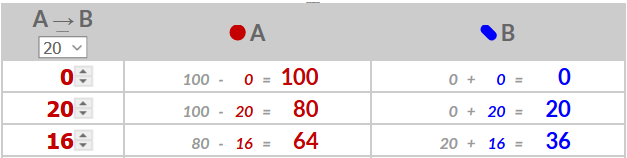 A → B A B
20
0 100 - 0 = 100 0 + 0 = 0
20 100 - 20 = 80 0 + 20 = 20
16 80 - 16 = 64 20 + 16 = 36